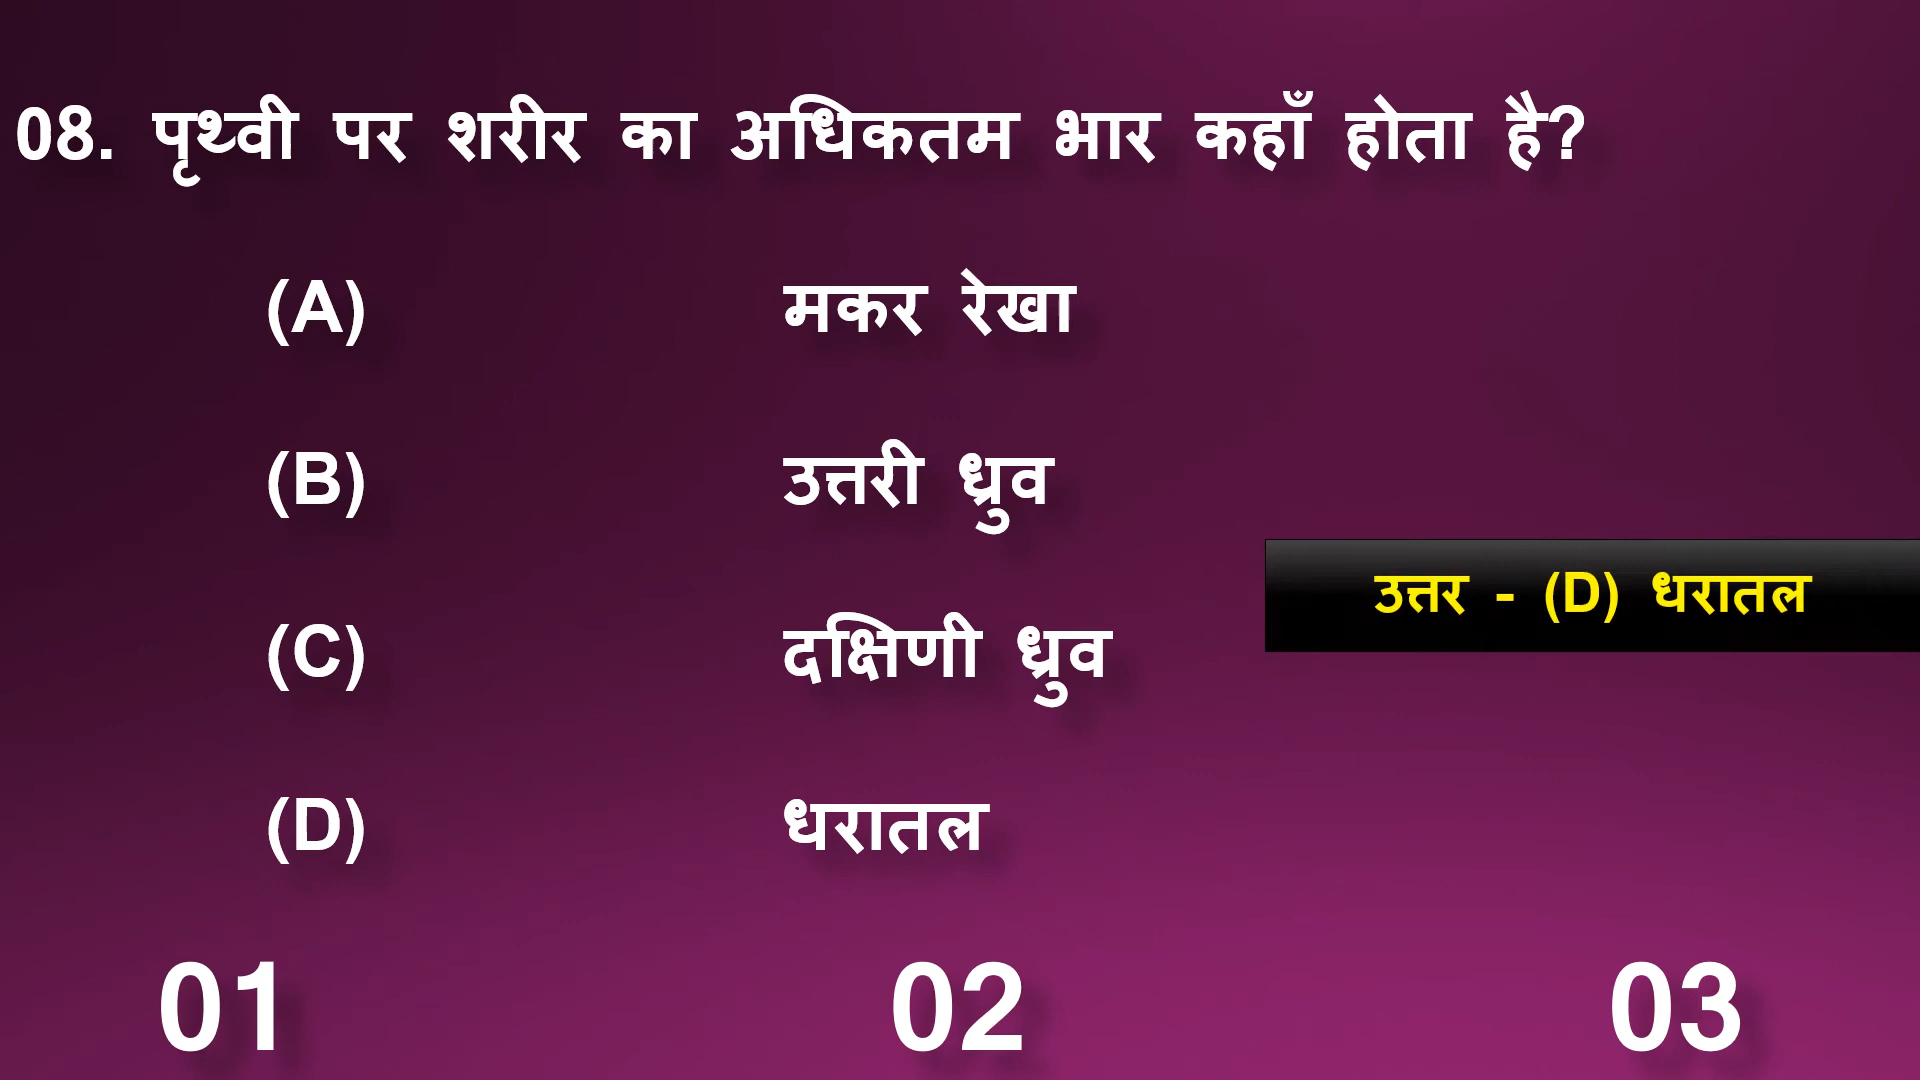 08. पृथ्वी पर शरीर का अधिकतम भार कहाँ होता है?
(A) मकर रेखा
(B) उत्तरी ध्रुव
(C) दक्षिणी ध्रुव
(D) धरातल
उत्तर - (D) धरातल
01 02 03